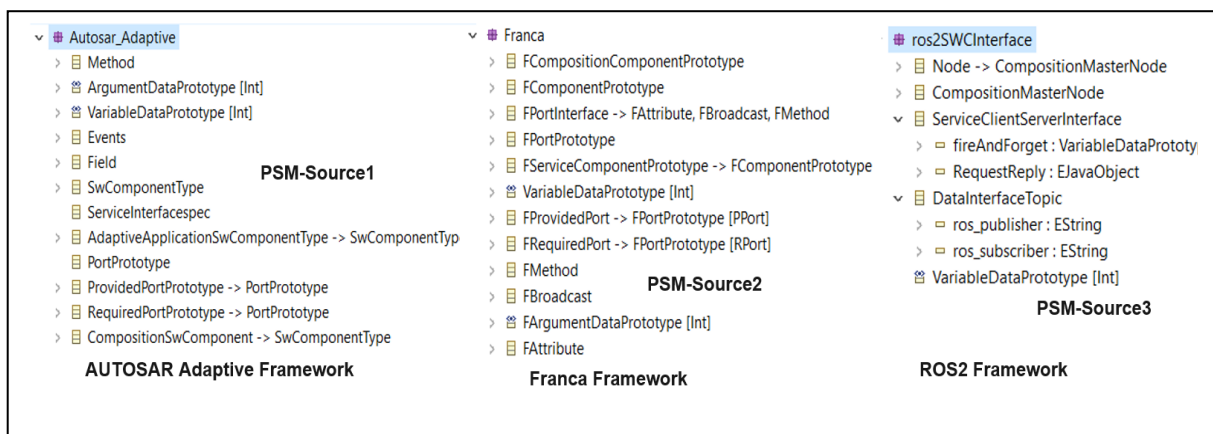 Autosar_Adaptive
Method
ArgumentDataPrototype [Int]
VariableDataPrototype [Int]
Events
Field
PSM-Source1
SwComponentType
ServiceInterfacespec
AdaptiveApplicationSwComponentType -> SwComponentTyp
PortPrototype
ProvidedPortPrototype -> PortPrototype
RequiredPortPrototype -> PortPrototype
CompositionSwComponent -> SwComponentType
AUTOSAR Adaptive Framework
Franca
FCompositionComponentPrototype
FComponentPrototype
FPortInterface -> FAttribute, FBroadcast, FMethod
FPortPrototype
FServiceComponentPrototype -> FComponentPrototype
VariableDataPrototype [Int]
FProvidedPort -> FPortPrototype [PPort]
FRequiredPort -> FPortPrototype [RPort]
FMethod
PSM-Source2
FBroadcast
FArgumentDataPrototype [Int]
FAttribute
Franca Framework
ros2SWCInterface
Node -> CompositionMasterNode
CompositionMasterNode
ServiceClientServerInterface
fireAndForget : VariableDataPrototy
RequestReply : EJavaObject
DataInterfaceTopic
ros_publisher : EString
ros_subscriber : EString
VariableDataPrototype [Int]
PSM-Source3
ROS2 Framework